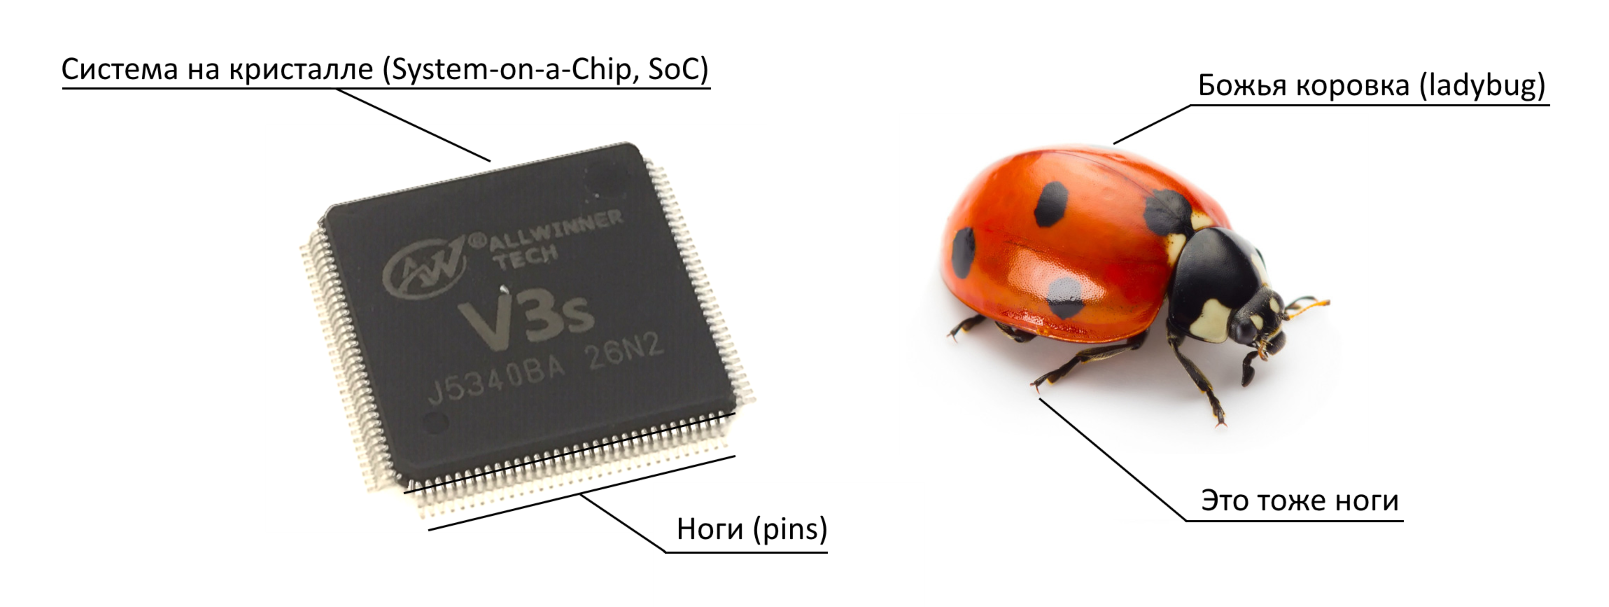 Система на кристалле (System-on-a-Chip, SoC)
Божья коровка (ladybug)
AW® ALLWINNER
TECH
V3s
J5340BA 26N2
Это тоже ноги
Ноги (pins)